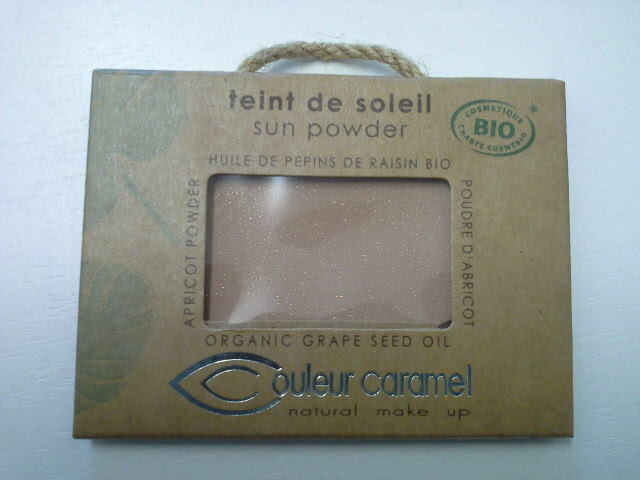 teint de soleil
sun powder
COSMETIQUE
BIO
CHARTE COSMEBIO
®
HUILE DE PEPINS DE RAISIN BIO
APRICOT POWDER
POUDRE D'ABRICOT
ORGANIC GRAPE SEED OIL
Couleur caramel
natural make up